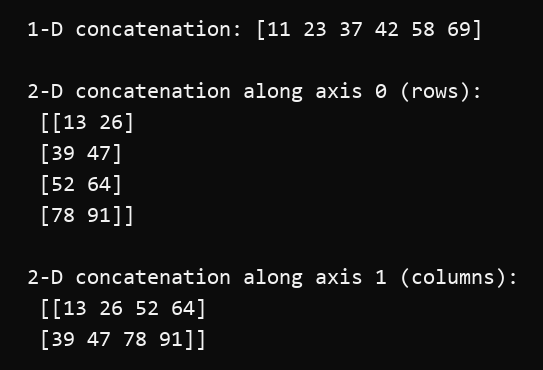 1-D concatenation: [11 23 37 42 58 69]
2-D concatenation along axis 0 (rows):
[[13 26]
[39 47]
[52 64]
[78 91]]
2-D concatenation along axis 1 (columns):
[[13 26 52 64]
[39 47 78 91]]